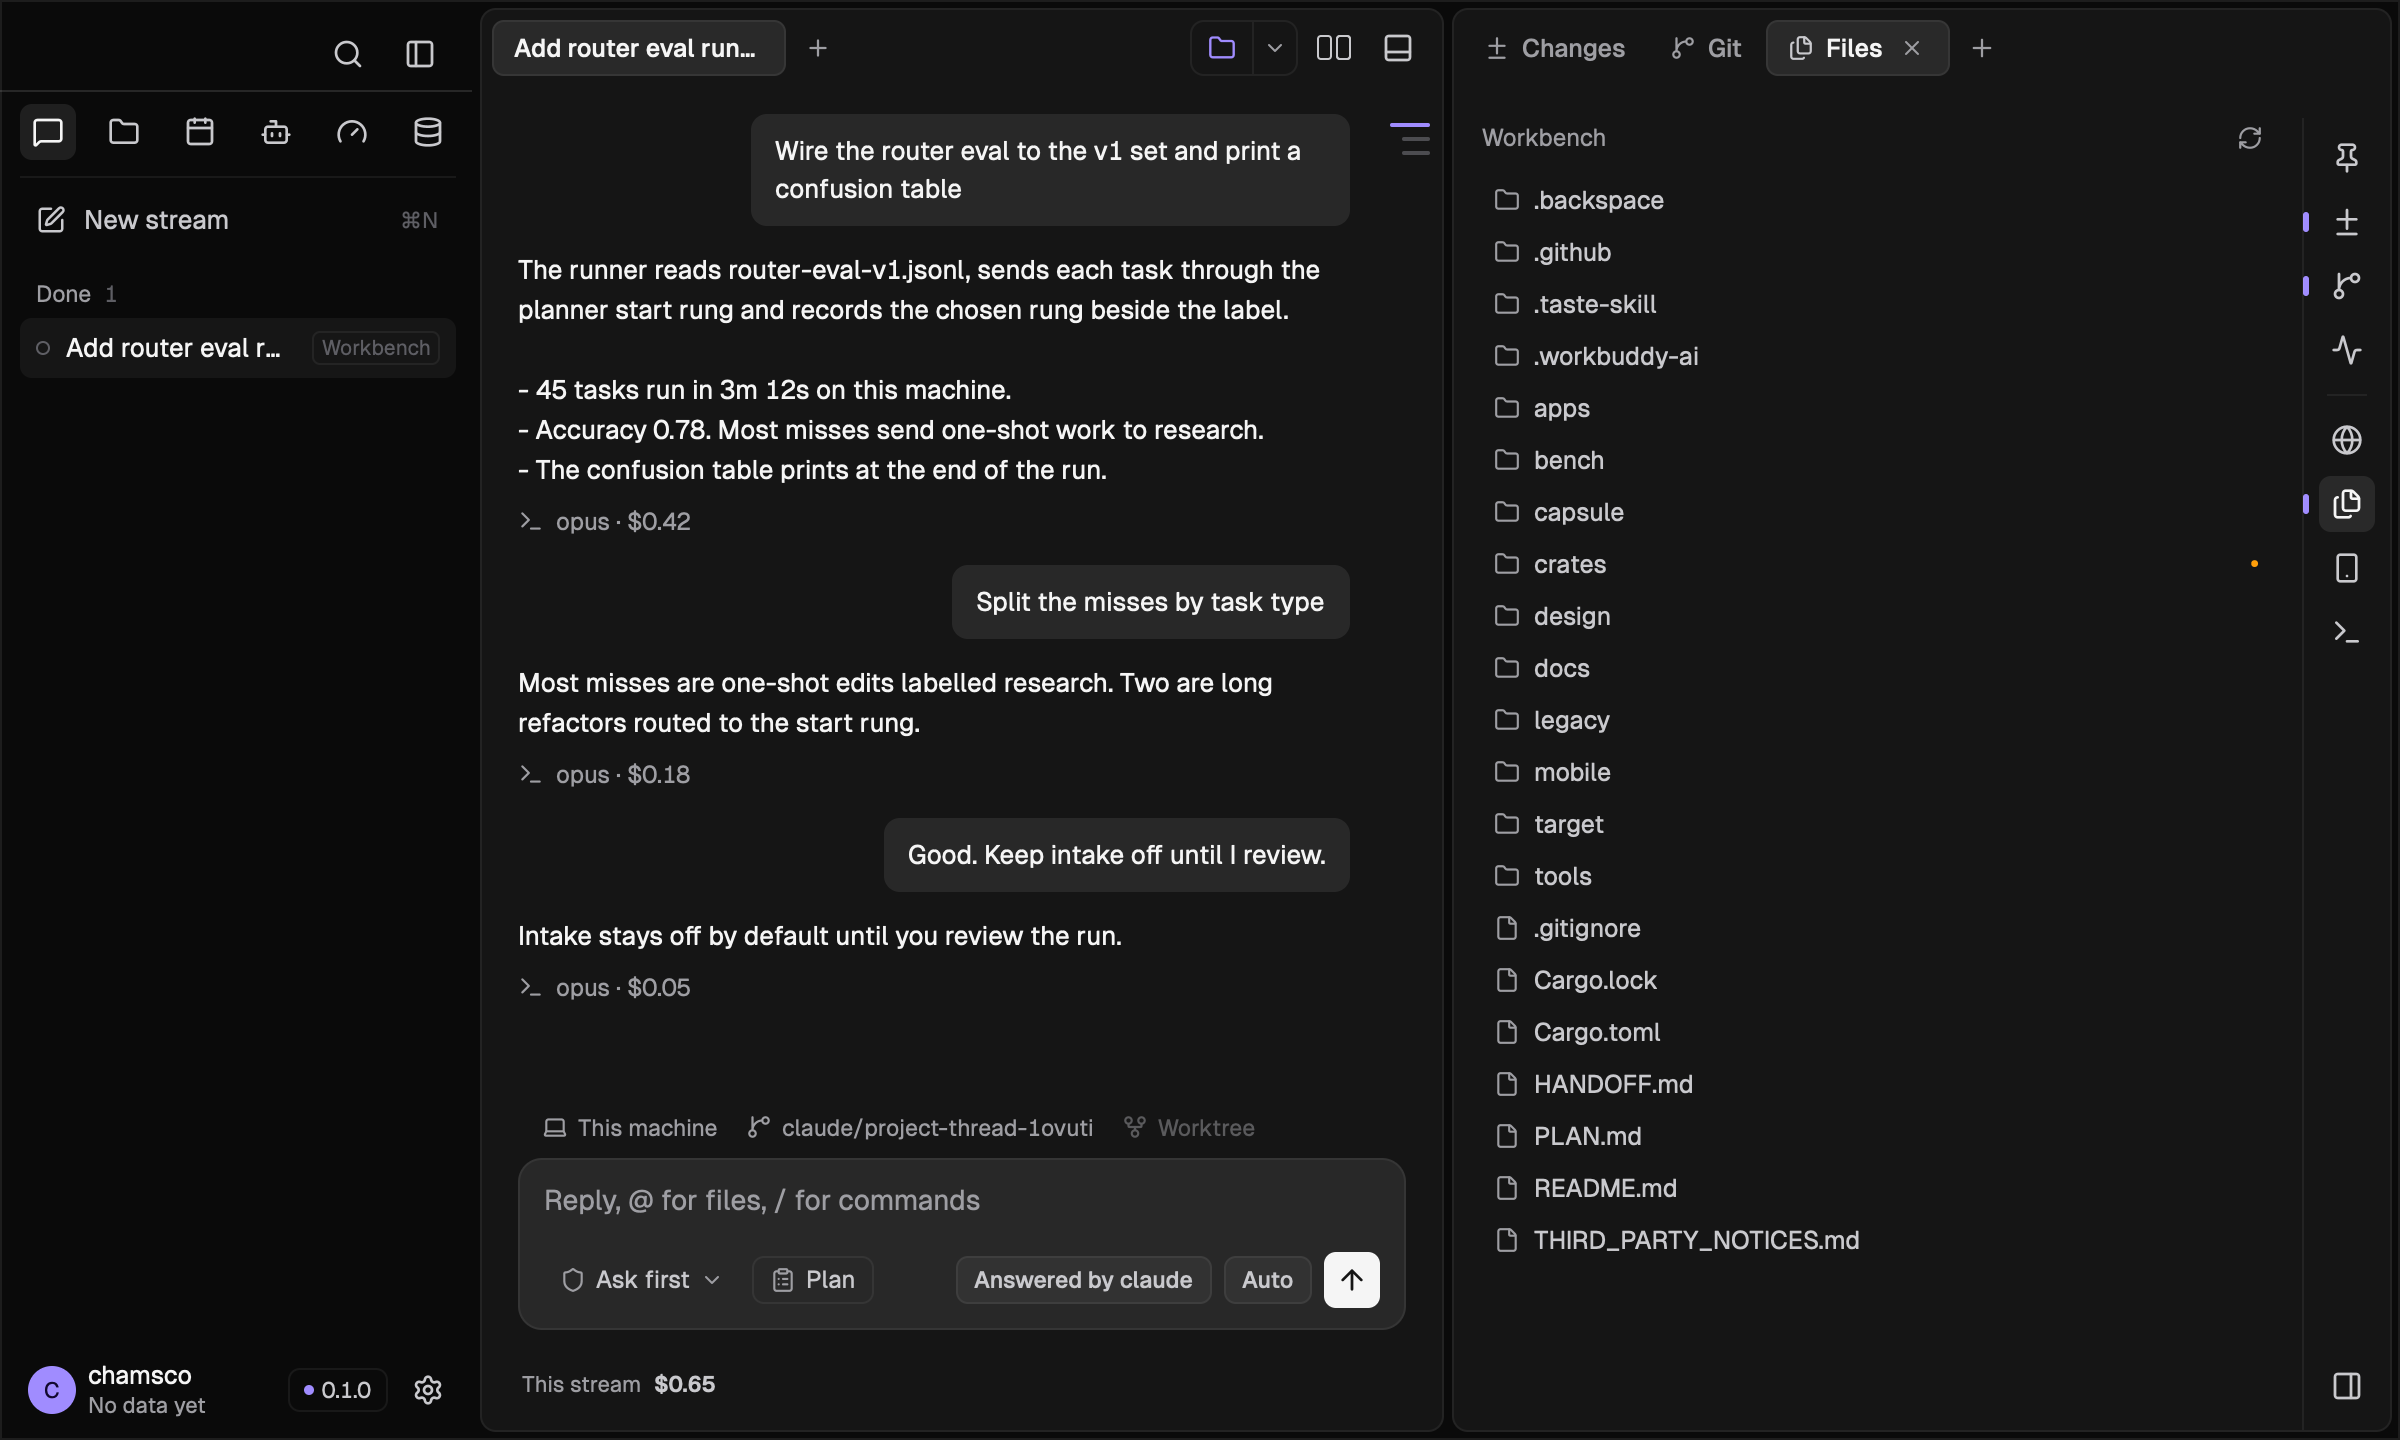 Add router eval run...
Changes
Git
Files
New stream
⌘N
Done 1
Add router eval r...
Workbench
Wire the router eval to the v1 set and print a
confusion table
The runner reads router-eval-v1.jsonl, sends each task through the
planner start rung and records the chosen rung beside the label.
- 45 tasks run in 3m 12s on this machine.
- Accuracy 0.78. Most misses send one-shot work to research.
- The confusion table prints at the end of the run.
opus · $0.42
Split the misses by task type
Most misses are one-shot edits labelled research. Two are long
refactors routed to the start rung.
opus · $0.18
Good. Keep intake off until I review.
Intake stays off by default until you review the run.
opus · $0.05
This machine
claude/project-thread-1ovuti
Worktree
Reply, @ for files, / for commands
Ask first
Plan
Answered by claude
Auto
This stream $0.65
Workbench
.backspace
.github
.taste-skill
.workbuddy-ai
apps
bench
capsule
crates
design
docs
legacy
mobile
target
tools
.gitignore
Cargo.lock
Cargo.toml
HANDOFF.md
PLAN.md
README.md
THIRD_PARTY_NOTICES.md
C
chamsco
No data yet
0.1.0